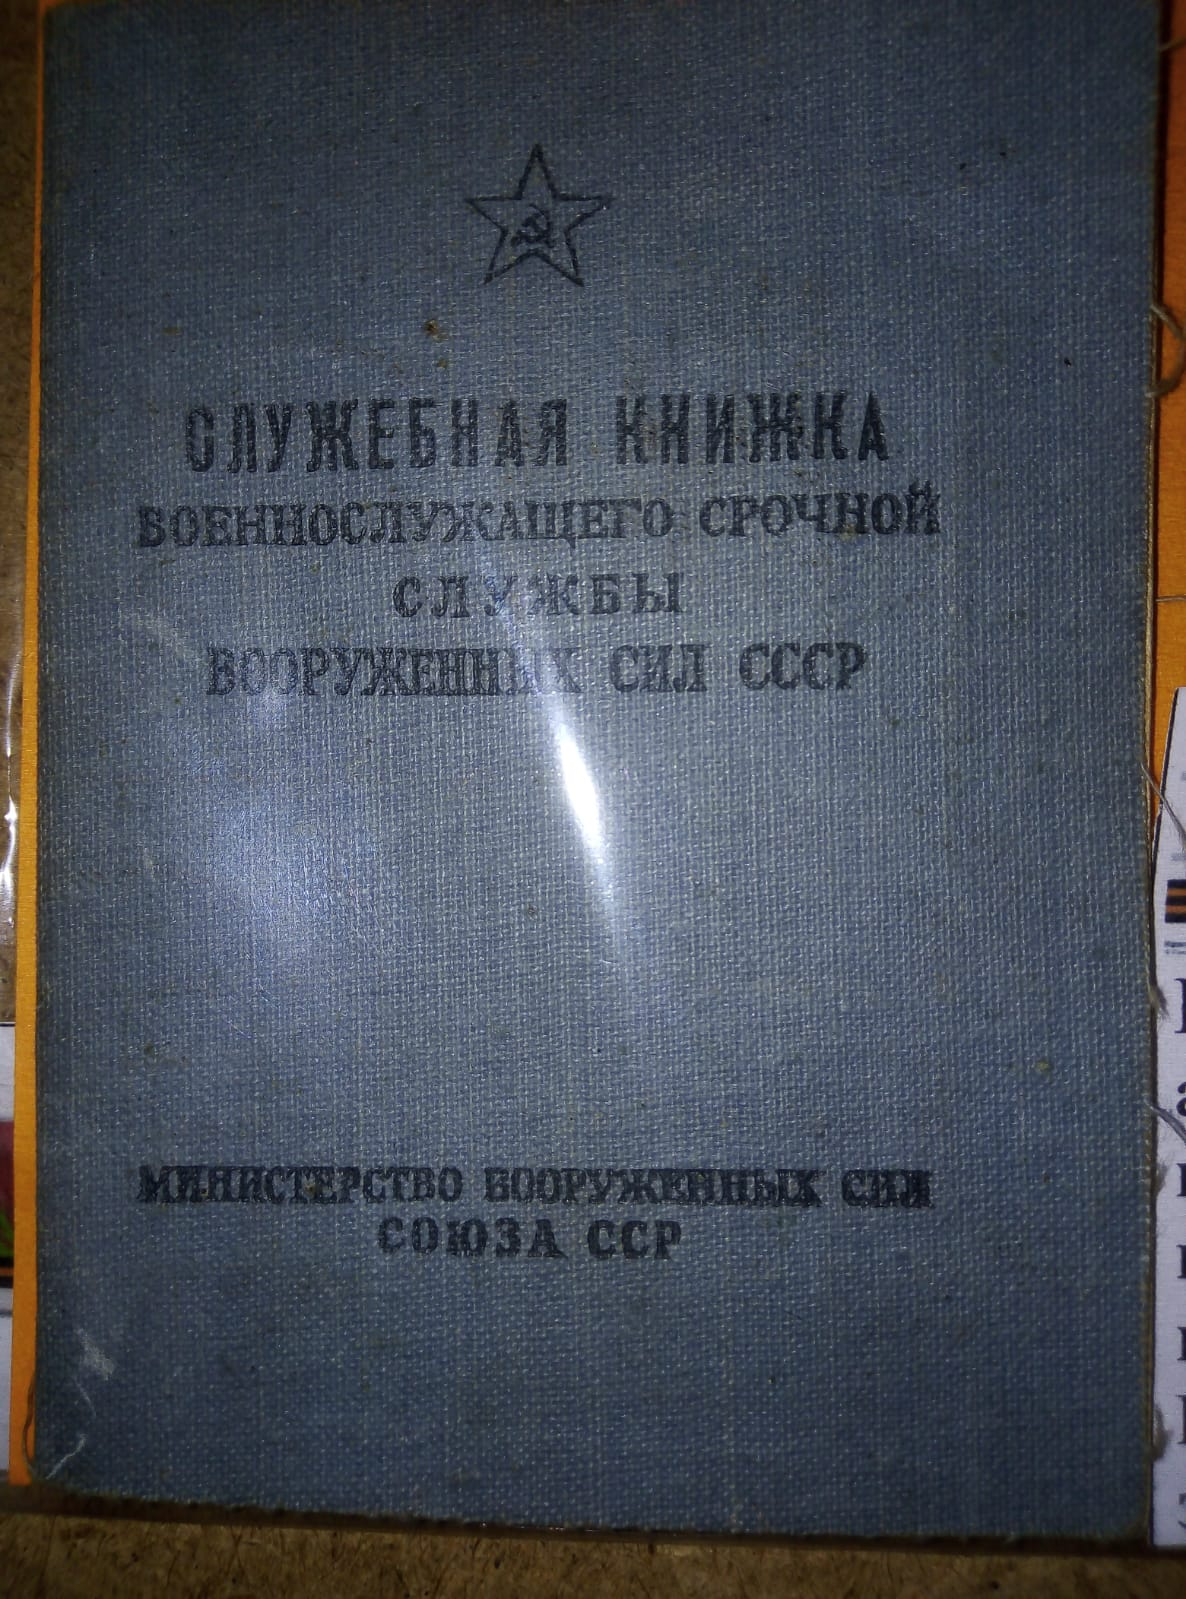 СЛУЖЕБНАЯ КНИЖКА
ВОЕННОСЛУЖАЩЕГО СРОЧНОЙ
СЛУЖБЫ
ВООРУЖЕННЫХ СИЛ СССР
МИНИСТЕРСТВО ВООРУЖЕННЫХ СИЛ
СОЮЗА ССР